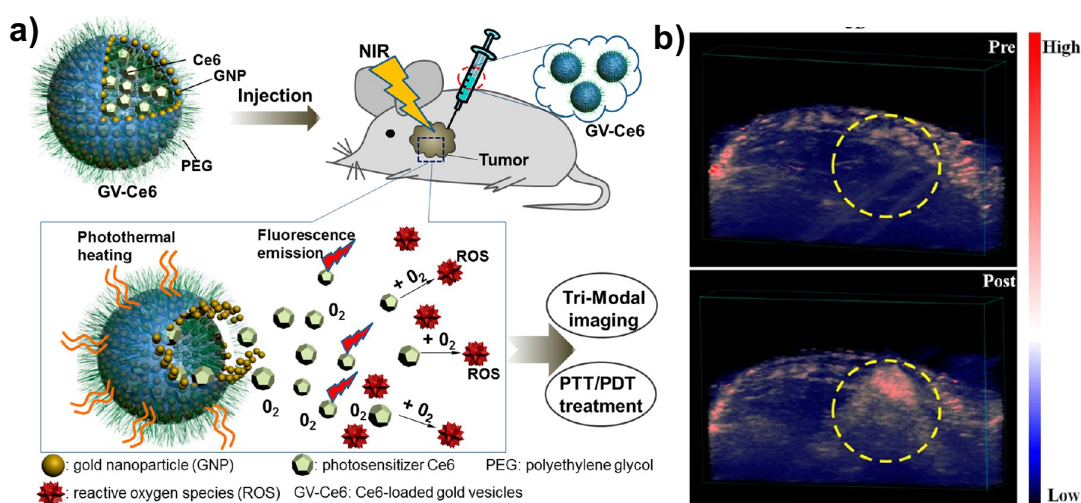 a)
Ce6
GNP
PEG
GV-Ce6
Injection
NIR
Tumor
GV-Ce6
Photothermal
heating
Fluorescence
emission
ROS
+ O2
O2
+ O2
ROS
O2
O2
O2
+ O2
Tri-Modal
imaging
PTT/PDT
treatment
: gold nanoparticle (GNP)
: photosensitizer Ce6
PEG: polyethylene glycol
: reactive oxygen species (ROS)
GV-Ce6: Ce6-loaded gold vesicles
b)
Pre
High
Post
Low